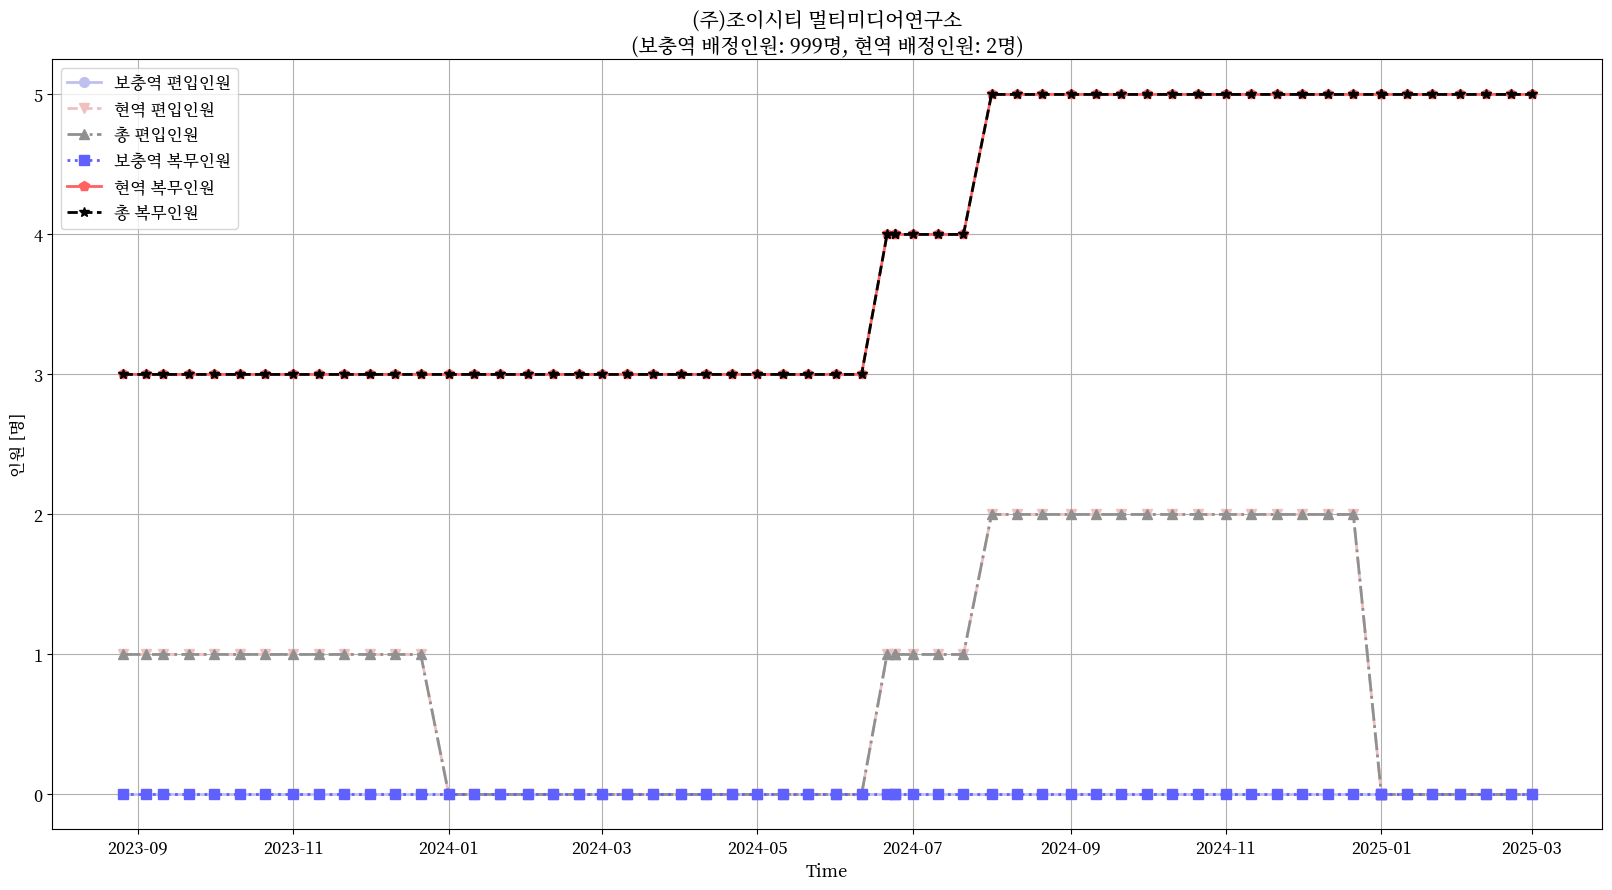 (주)조이시티 멀티미디어연구소
(보충역 배정인원: 999명, 현역 배정인원: 2명)
보충역 편입인원
현역 편입인원
총 편입인원
보충역 복무인원
현역 복무인원
총 복무인원
5
4
3
2
1
0
인원 [명]
2023-09
2023-11
2024-01
2024-03
2024-05
2024-07
2024-09
2024-11
2025-01
2025-03
Time